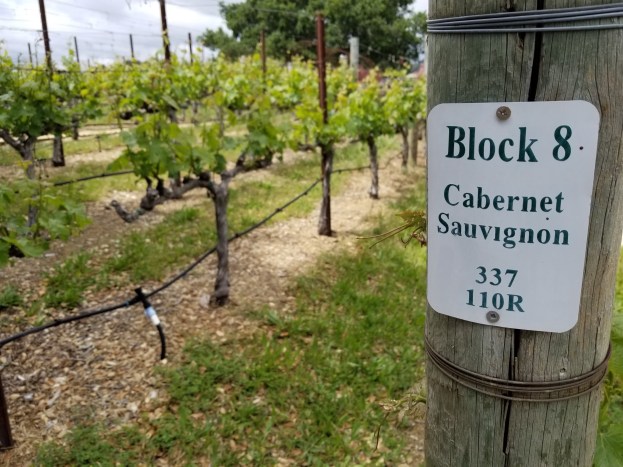 Block 8
Cabernet
Sauvignon
337
110R